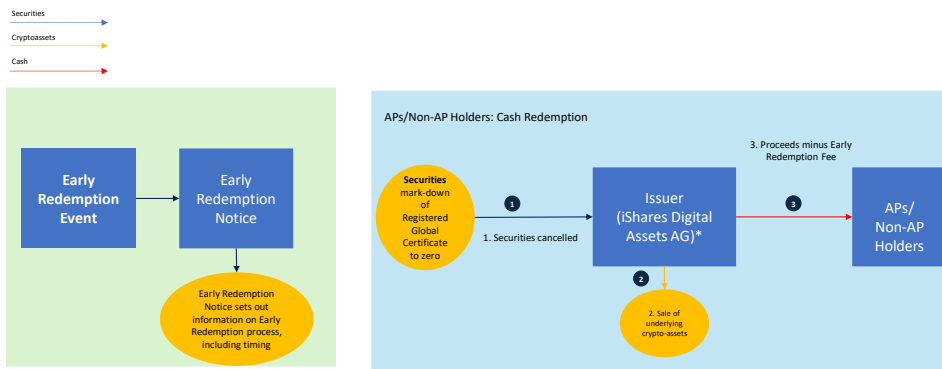 Securities
Cryptoassets
Cash
Early
Redemption
Event
Early
Redemption
Notice
Early Redemption
Notice sets out
information on Early
Redemption process,
including timing
APs/Non-AP Holders: Cash Redemption
Securities
mark-down
of
Registered
Global
Certificate
to zero
1
1. Securities cancelled
Issuer
(iShares Digital
Assets AG)*
2
2. Sale of
underlying
crypto-assets
3. Proceeds minus Early
Redemption Fee
3
APs/
Non-AP
Holders